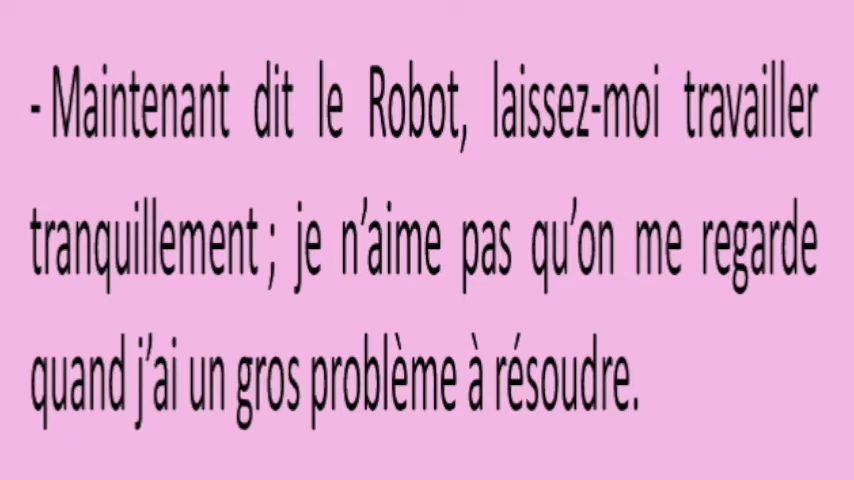 - Maintenant dit le Robot, laissez-moi travailler
tranquillement ; je n’aime pas qu’on me regarde
quand j’ai un gros problème à résoudre.